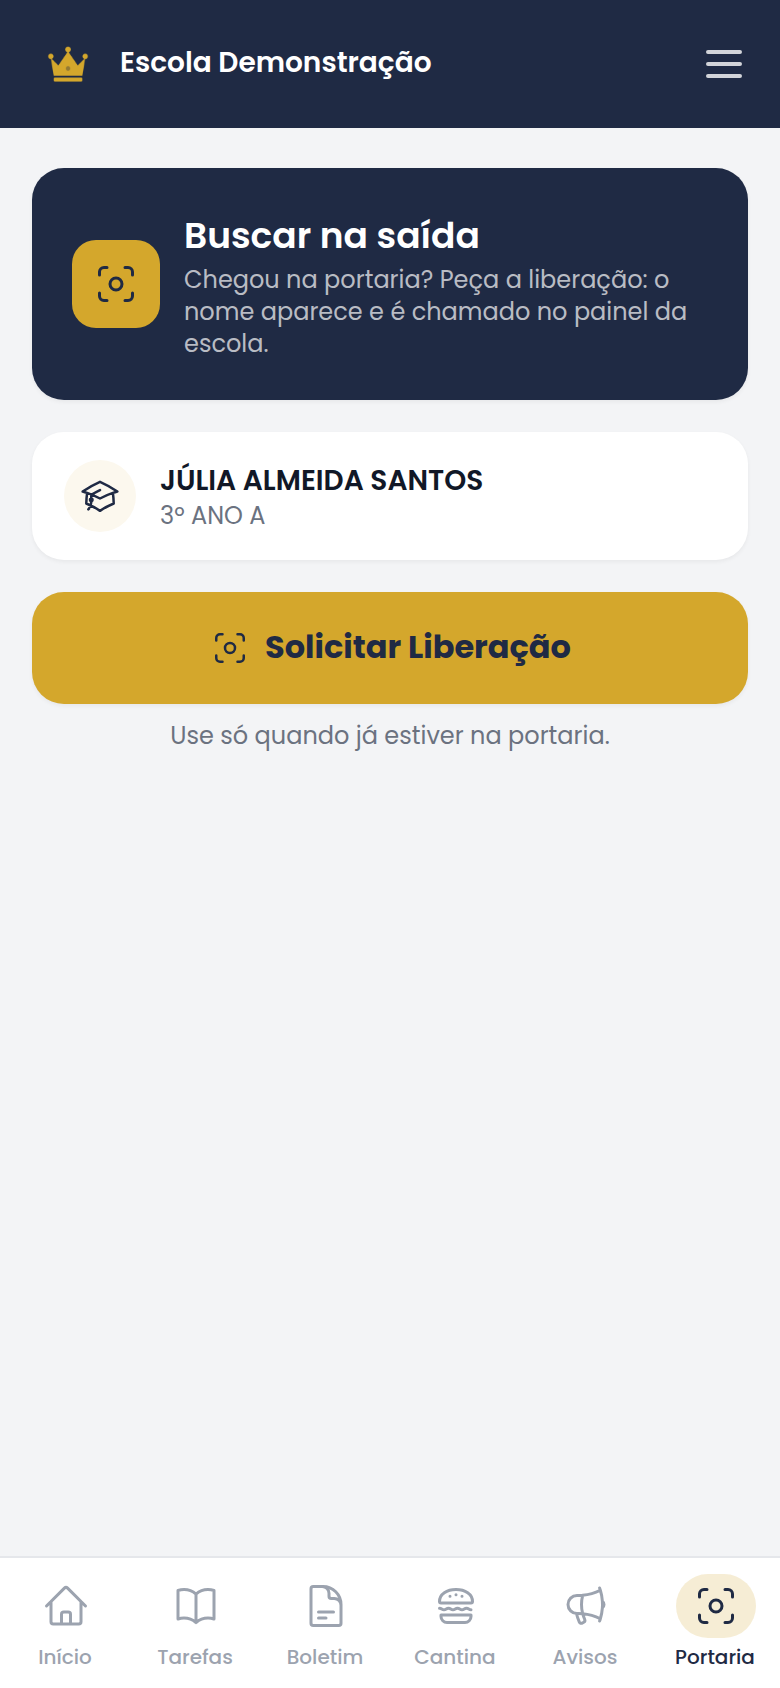 Escola Demonstração
Buscar na saída
Chegou na portaria? Peça a liberação: o
nome aparece e é chamado no painel da
escola.
JÚLIA ALMEIDA SANTOS
3º ANO A
Solicitar Liberação
Use só quando já estiver na portaria.
Início
Tarefas
Boletim
Cantina
Avisos
Portaria